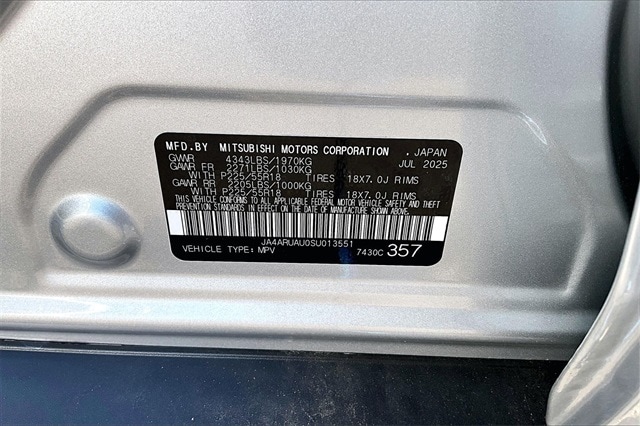 MFD.BY MITSUBISHI MOTORS CORPORATION , JAPAN
GVWR 4343LBS/1970KG JUL 2025
GAWR FR 2271LBS/1030KG
WITH P225/55R18 TIRES 18X7.0J RIMS
GAWR RR 2205LBS/1000KG
WITH P225/55R18 TIRES 18X7.0J RIMS
THIS VEHICLE CONFORMS TO ALL APPLICABLE FEDERAL MOTOR VEHICLE SAFETY AND THEFT
PREVENTION STANDARDS IN EFFECT ON THE DATE OF MANUFACTURE SHOWN ABOVE.
JA4ARUAU0SU013551
VEHICLE TYPE: MPV 7430C 357